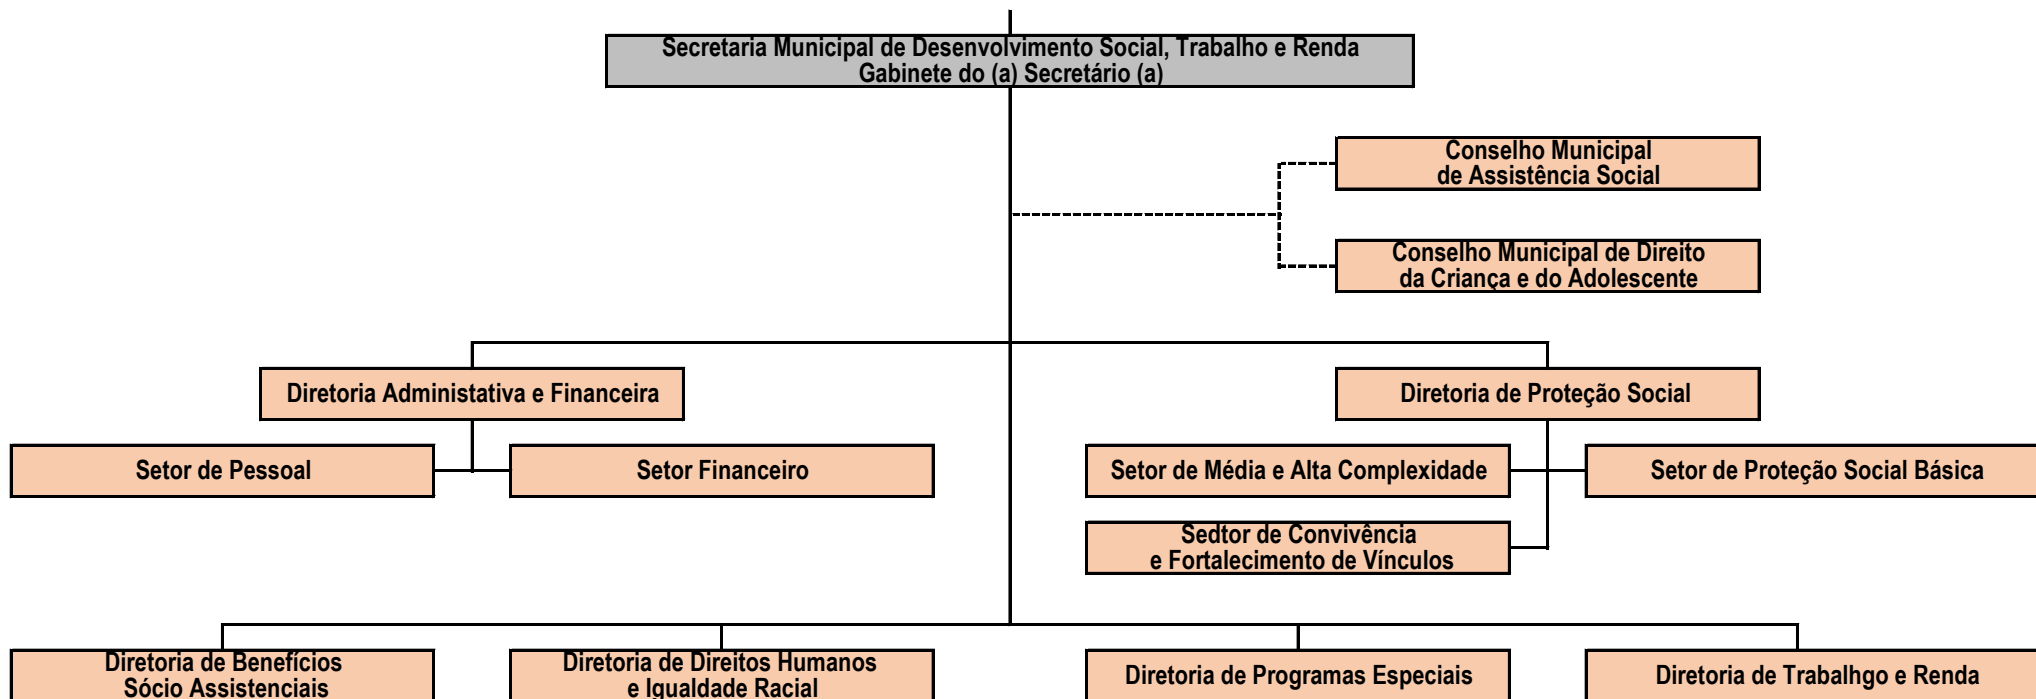 Secretaria Municipal de Desenvolvimento Social, Trabalho e Renda
Gabinete do (a) Secretário (a)
Conselho Municipal
de Assistência Social
Conselho Municipal de Direito
da Criança e do Adolescente
Diretoria Administativa e Financeira
Diretoria de Proteção Social
Setor de Pessoal
Setor Financeiro
Setor de Média e Alta Complexidade
Setor de Proteção Social Básica
Sedtor de Convivência
e Fortalecimento de Vínculos
Diretoria de Benefícios
Sócio Assistenciais
Diretoria de Direitos Humanos
e Igualdade Racial
Diretoria de Programas Especiais
Diretoria de Trabalhgo e Renda